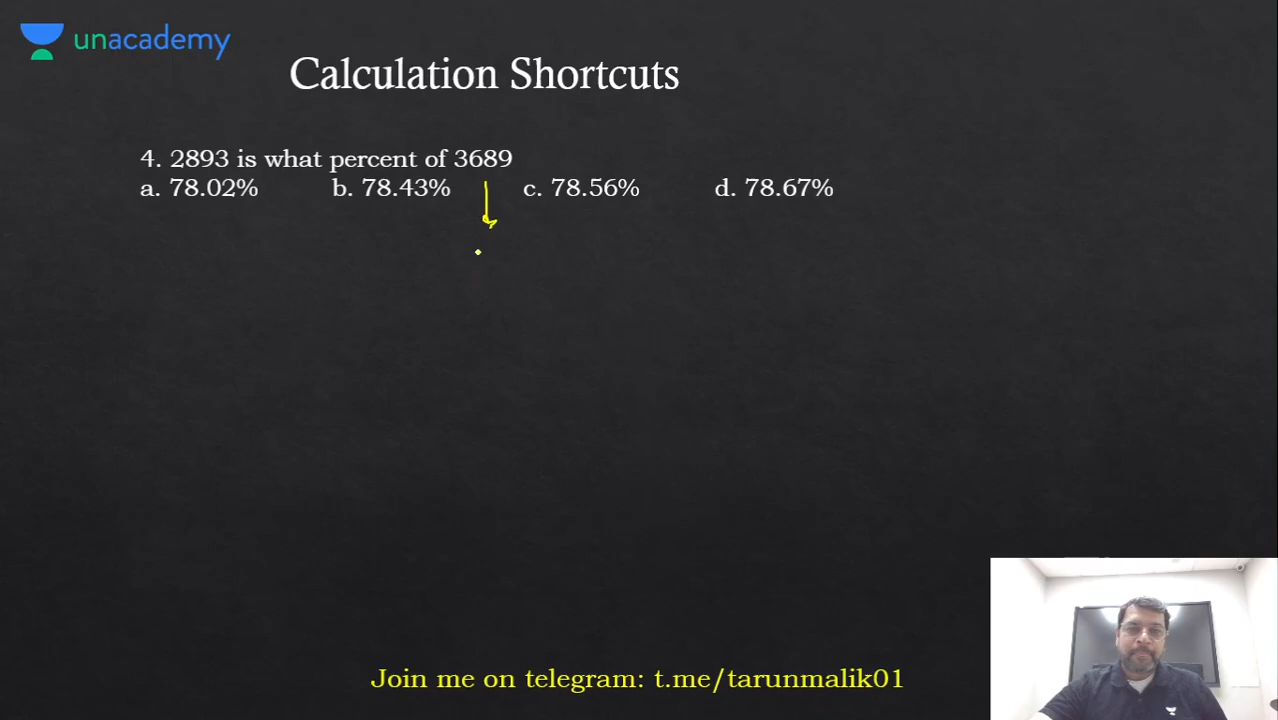 unacademy
Calculation Shortcuts
4. 2893 is what percent of 3689
a. 78.02% b. 78.43% c. 78.56% d. 78.67%
Join me on telegram: t.me/tarunmalik01